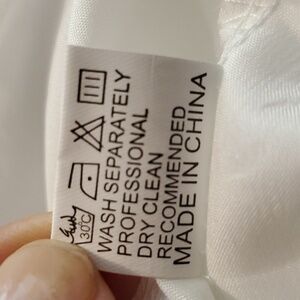 30°C
WASH SEPARATELY
PROFESSIONAL
DRY CLEAN
RECOMMENDED
MADE IN CHINA